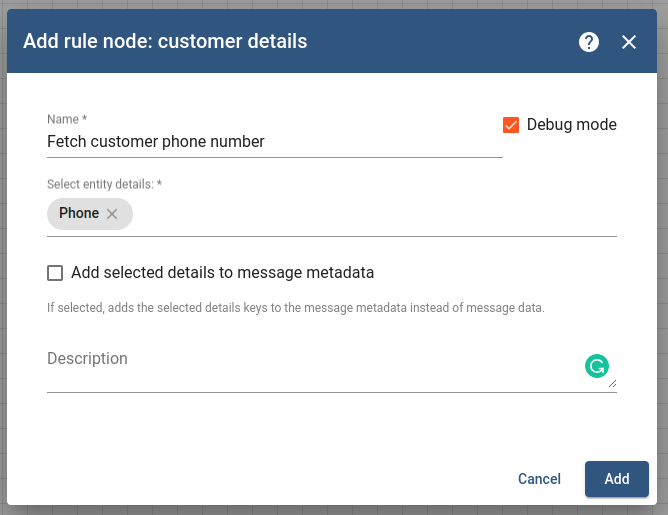 Add rule node: customer details
Name *
Fetch customer phone number
Debug mode
Select entity details: *
Phone
Add selected details to message metadata
If selected, adds the selected details keys to the message metadata instead of message data.
Description
Cancel
Add